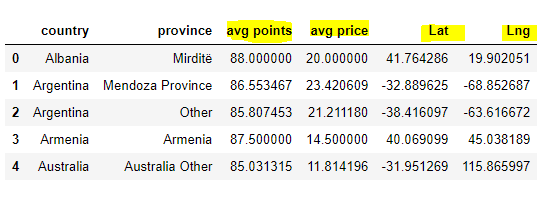 country province avg points avg price Lat Lng
0 Albania Mirditë 88.000000 20.000000 41.764286 19.902051
1 Argentina Mendoza Province 86.553467 23.420609 -32.889625 -68.852687
2 Argentina Other 85.807453 21.211180 -38.416097 -63.616672
3 Armenia Armenia 87.500000 14.500000 40.069099 45.038189
4 Australia Australia Other 85.031315 11.814196 -31.951269 115.865997